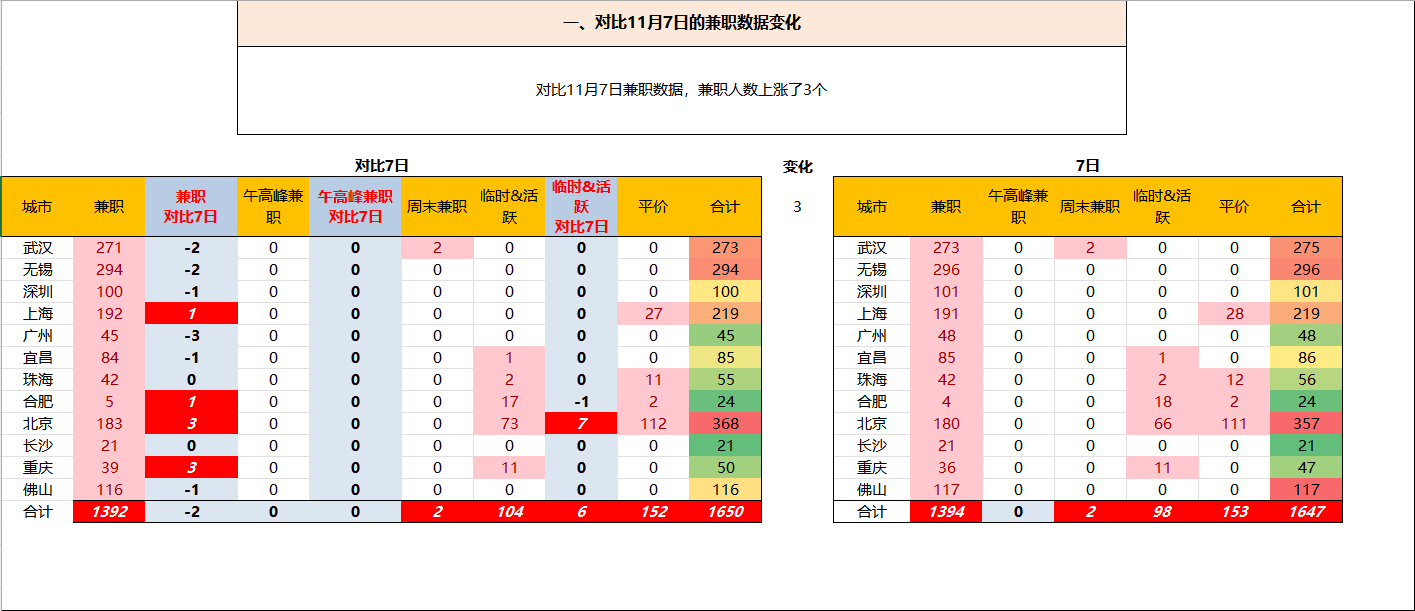 一、对比11月7日的兼职数据变化
对比11月7日兼职数据，兼职人数上涨了3个
对比7日 变化 7日
城市 兼职 兼职 对比7日 午高峰兼职 午高峰兼职 对比7日 周末兼职 临时&活跃 临时&活跃 对比7日 平价 合计 3 城市 兼职 午高峰兼职 周末兼职 临时&活跃 平价 合计
武汉 271 -2 0 0 2 0 0 0 273 武汉 273 0 2 0 0 275
无锡 294 -2 0 0 0 0 0 0 294 无锡 296 0 0 0 0 296
深圳 100 -1 0 0 0 0 0 0 100 深圳 101 0 0 0 0 101
上海 192 1 0 0 0 0 0 27 219 上海 191 0 0 0 28 219
广州 45 -3 0 0 0 0 0 0 45 广州 48 0 0 0 0 48
宜昌 84 -1 0 0 0 1 0 0 85 宜昌 85 0 0 1 0 86
珠海 42 0 0 0 0 2 0 11 55 珠海 42 0 0 2 12 56
合肥 5 1 0 0 0 17 -1 2 24 合肥 4 0 0 18 2 24
北京 183 3 0 0 0 73 7 112 368 北京 180 0 0 66 111 357
长沙 21 0 0 0 0 0 0 0 21 长沙 21 0 0 0 0 21
重庆 39 3 0 0 0 11 0 0 50 重庆 36 0 0 11 0 47
佛山 116 -1 0 0 0 0 0 0 116 佛山 117 0 0 0 0 117
合计 1392 -2 0 0 2 104 6 152 1650 合计 1394 0 2 98 153 1647